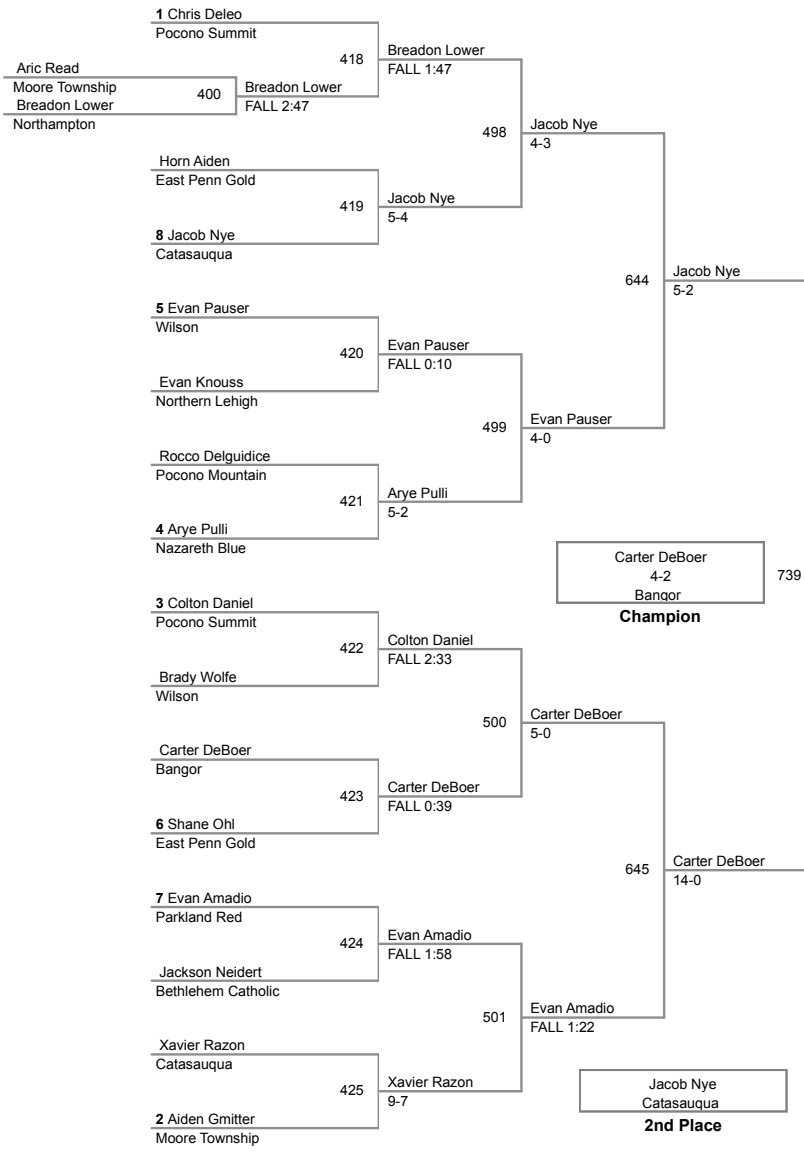 1 Chris Deleo
Pocono Summit
418
Breadon Lower
FALL 1:47
Aric Read
Moore Township
400
Breadon Lower
Northampton
Breadon Lower
FALL 2:47
498
Jacob Nye
4-3
Horn Aiden
East Penn Gold
419
Jacob Nye
5-4
8 Jacob Nye
Catasauqua
644
Jacob Nye
5-2
5 Evan Pauser
Wilson
420
Evan Pauser
FALL 0:10
Evan Knouss
Northern Lehigh
499
Evan Pauser
4-0
Rocco Delguidice
Pocono Mountain
421
Arye Pulli
5-2
4 Arye Pulli
Nazareth Blue
Carter DeBoer
4-2
Bangor
739
Champion
3 Colton Daniel
Pocono Summit
422
Colton Daniel
FALL 2:33
Brady Wolfe
Wilson
500
Carter DeBoer
5-0
Carter DeBoer
Bangor
423
Carter DeBoer
FALL 0:39
6 Shane Ohl
East Penn Gold
645
Carter DeBoer
14-0
7 Evan Amadio
Parkland Red
424
Evan Amadio
FALL 1:58
Jackson Neidert
Bethlehem Catholic
501
Evan Amadio
FALL 1:22
Xavier Razon
Catasauqua
425
Xavier Razon
9-7
2 Aiden Gmitter
Moore Township
Jacob Nye
Catasauqua
2nd Place